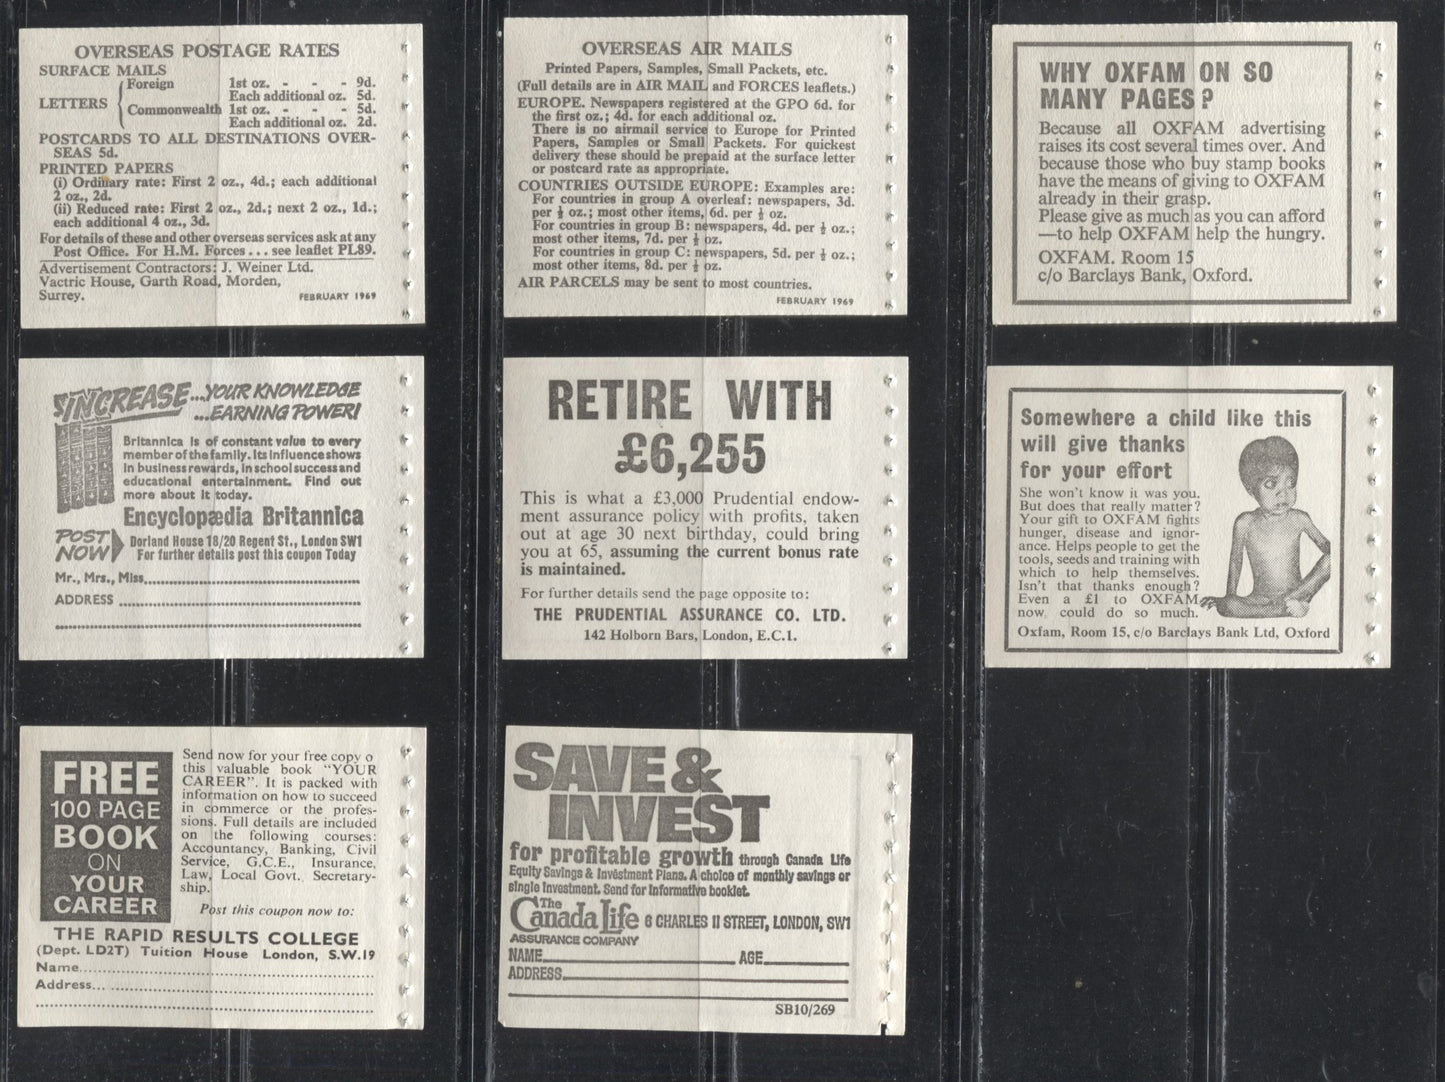 OVERSEAS POSTAGE RATES
SURFACE MAILS
LETTERS
Foreign 1st oz. - - - 9d.
Each additional oz. 5d.
Commonwealth 1st oz. - - - 5d.
Each additional oz. 2d.
POSTCARDS TO ALL DESTINATIONS OVER-
SEAS 5d.
PRINTED PAPERS
(i) Ordinary rate: First 2 oz., 4d.; each additional
2 oz., 2d.
(ii) Reduced rate: First 2 oz., 2d.; next 2 oz., 1d.;
each additional 4 oz., 3d.
For details of these and other overseas services ask at any
Post Office. For H.M. Forces . . . see leaflet PL89.
Advertisement Contractors: J. Weiner Ltd.
Vactric House, Garth Road, Morden,
Surrey. FEBRUARY 1969
OVERSEAS AIR MAILS
Printed Papers, Samples, Small Packets, etc.
(Full details are in AIR MAIL and FORCES leaflets.)
EUROPE. Newspapers registered at the GPO 6d. for
the first oz.; 4d. for each additional oz.
There is no airmail service to Europe for Printed
Papers, Samples or Small Packets. For quickest
delivery these should be prepaid at the surface letter
or postcard rate as appropriate.
COUNTRIES OUTSIDE EUROPE: Examples are:
For countries in group A overleaf: newspapers, 3d.
per ½ oz.; most other items, 6d. per ½ oz.
For countries in group B: newspapers, 4d. per ½ oz.;
most other items, 7d. per ½ oz.
For countries in group C: newspapers, 5d. per ½ oz.;
most other items, 8d. per ½ oz.
AIR PARCELS may be sent to most countries.
FEBRUARY 1969
WHY OXFAM ON SO
MANY PAGES?
Because all OXFAM advertising
raises its cost several times over. And
because those who buy stamp books
have the means of giving to OXFAM
already in their grasp.
Please give as much as you can afford
—to help OXFAM help the hungry.
OXFAM. Room 15
c/o Barclays Bank, Oxford.
INCREASE...YOUR KNOWLEDGE
...EARNING POWER!
Britannica is of constant value to every
member of the family. Its influence shows
in business rewards, in school success and
educational entertainment. Find out
more about it today.
Encyclopædia Britannica
POST NOW
Dorland House 18/20 Regent St., London SW1
For further details post this coupon Today
Mr., Mrs., Miss
ADDRESS
RETIRE WITH
£6,255
This is what a £3,000 Prudential endow-
ment assurance policy with profits, taken
out at age 30 next birthday, could bring
you at 65, assuming the current bonus rate
is maintained.
For further details send the page opposite to:
THE PRUDENTIAL ASSURANCE CO. LTD.
142 Holborn Bars, London, E.C.1.
Somewhere a child like this
will give thanks
for your effort
She won't know it was you.
But does that really matter?
Your gift to OXFAM fights
hunger, disease and ignor-
ance. Helps people to get the
tools, seeds and training with
which to help themselves.
Isn't that thanks enough?
Even a £1 to OXFAM
now could do so much.
Oxfam, Room 15, c/o Barclays Bank Ltd, Oxford
FREE
100 PAGE
BOOK
ON
YOUR
CAREER
Send now for your free copy o
this valuable book "YOUR
CAREER". It is packed with
information on how to succeed
in commerce or the profes-
sions. Full details are included
on the following courses:
Accountancy, Banking, Civil
Service, G.C.E., Insurance,
Law, Local Govt. Secretary-
ship.
Post this coupon now to:
THE RAPID RESULTS COLLEGE
(Dept. LD2T) Tuition House London, S.W.19
Name
Address
SAVE &
INVEST
for profitable growth through Canada Life
Equity Savings & Investment Plans. A choice of monthly savings or
single investment. Send for informative booklet.
The Canada Life 6 CHARLES II STREET, LONDON, SW1
ASSURANCE COMPANY
NAME AGE
ADDRESS
SB10/269